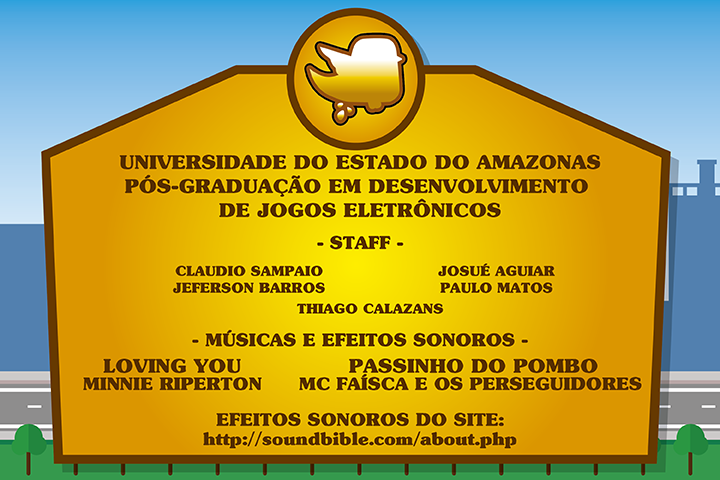 UNIVERSIDADE DO ESTADO DO AMAZONAS
PÓS-GRADUAÇÃO EM DESENVOLVIMENTO
DE JOGOS ELETRÔNICOS
- STAFF -
CLAUDIO SAMPAIO JOSUÉ AGUIAR
JEFERSON BARROS PAULO MATOS
THIAGO CALAZANS
- MÚSICAS E EFEITOS SONOROS -
LOVING YOU PASSINHO DO POMBO
MINNIE RIPERTON MC FAÍSCA E OS PERSEGUIDORES
EFEITOS SONOROS DO SITE:
http://soundbible.com/about.php